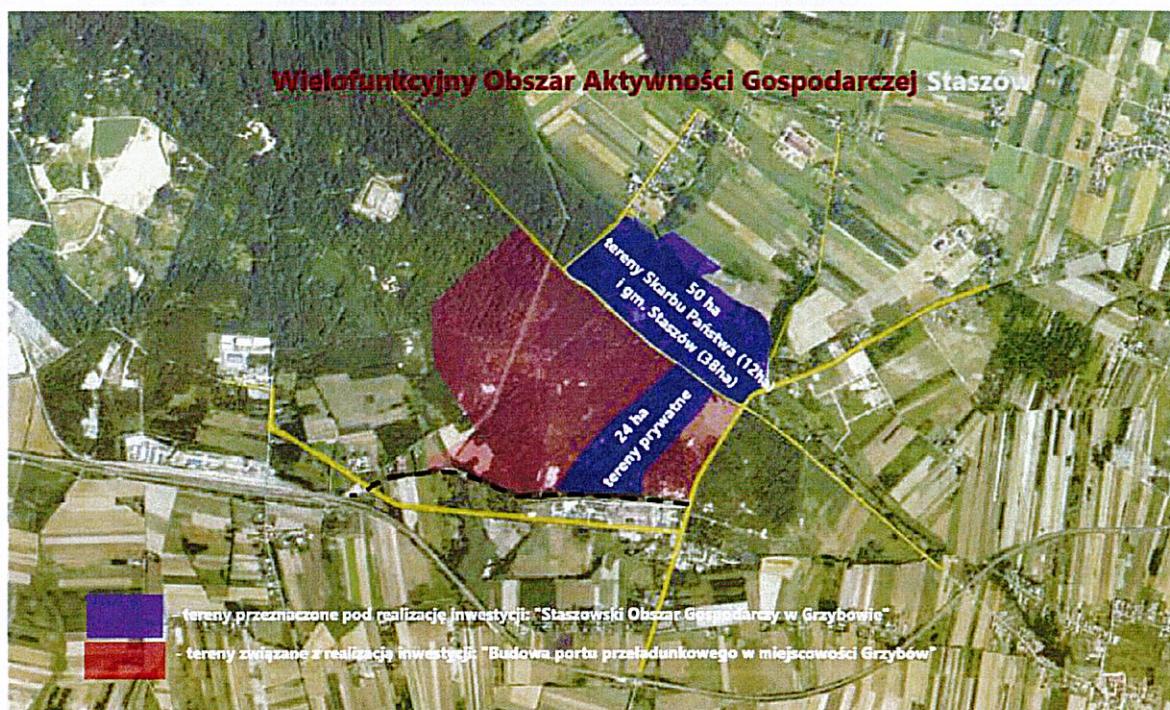 Wielofunkcyjny Obszar Aktywności Gospodarczej Staszów
50 ha
tereny Skarbu Państwa (12ha)
i gm. Staszów (38ha)
24 ha
tereny prywatne
- tereny przeznaczone pod realizację inwestycji: "Staszowski Obszar Gospodarczy w Grzybowie"
- tereny związane z realizacją inwestycji: "Budowa portu przeładunkowego w miejscowości Grzybów"